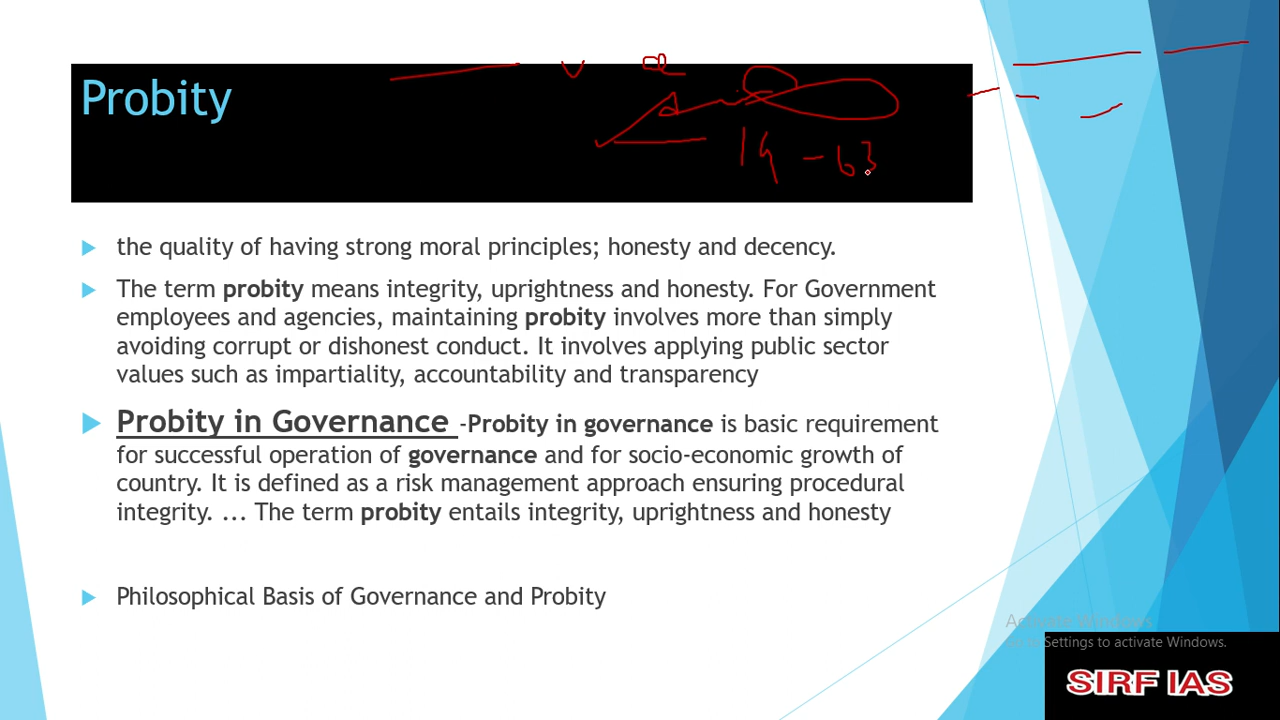 Probity
19 - 63
the quality of having strong moral principles; honesty and decency.
The term probity means integrity, uprightness and honesty. For Government
employees and agencies, maintaining probity involves more than simply
avoiding corrupt or dishonest conduct. It involves applying public sector
values such as impartiality, accountability and transparency
Probity in Governance -Probity in governance is basic requirement
for successful operation of governance and for socio-economic growth of
country. It is defined as a risk management approach ensuring procedural
integrity. ... The term probity entails integrity, uprightness and honesty
Philosophical Basis of Governance and Probity
Activate Windows
Settings to activate Windows.
SIRF IAS